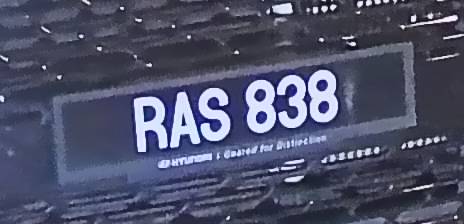 RAS 838
HYUNDAI | Geared for Distinction